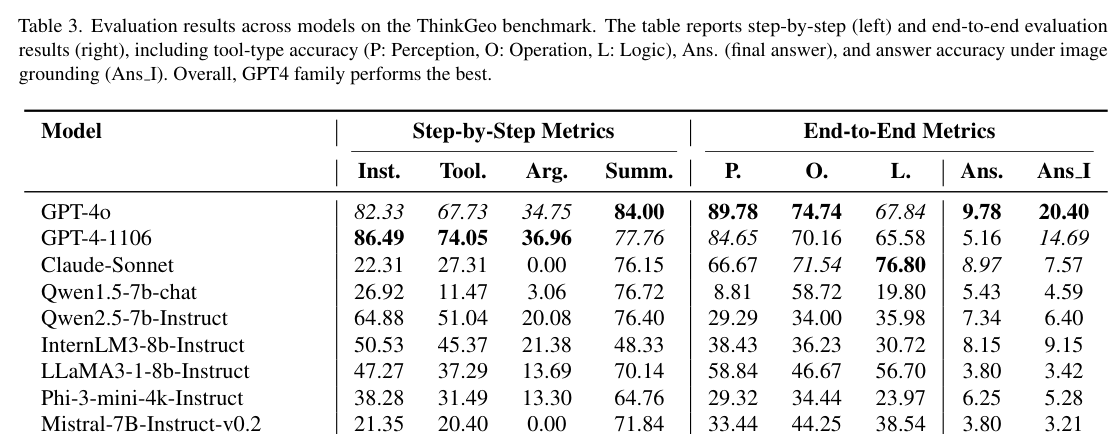 Table 3. Evaluation results across models on the ThinkGeo benchmark. The table reports step-by-step (left) and end-to-end evaluation
results (right), including tool-type accuracy (P: Perception, O: Operation, L: Logic), Ans. (final answer), and answer accuracy under image
grounding (Ans_I). Overall, GPT4 family performs the best.
Model Step-by-Step Metrics End-to-End Metrics
Inst. Tool. Arg. Summ. P. O. L. Ans. Ans_I
GPT-4o 82.33 67.73 34.75 84.00 89.78 74.74 67.84 9.78 20.40
GPT-4-1106 86.49 74.05 36.96 77.76 84.65 70.16 65.58 5.16 14.69
Claude-Sonnet 22.31 27.31 0.00 76.15 66.67 71.54 76.80 8.97 7.57
Qwen1.5-7b-chat 26.92 11.47 3.06 76.72 8.81 58.72 19.80 5.43 4.59
Qwen2.5-7b-Instruct 64.88 51.04 20.08 76.40 29.29 34.00 35.98 7.34 6.40
InternLM3-8b-Instruct 50.53 45.37 21.38 48.33 38.43 36.23 30.72 8.15 9.15
LLaMA3-1-8b-Instruct 47.27 37.29 13.69 70.14 58.84 46.67 56.70 3.80 3.42
Phi-3-mini-4k-Instruct 38.28 31.49 13.30 64.76 29.32 34.44 23.97 6.25 5.28
Mistral-7B-Instruct-v0.2 21.35 20.40 0.00 71.84 33.44 44.25 38.54 3.80 3.21